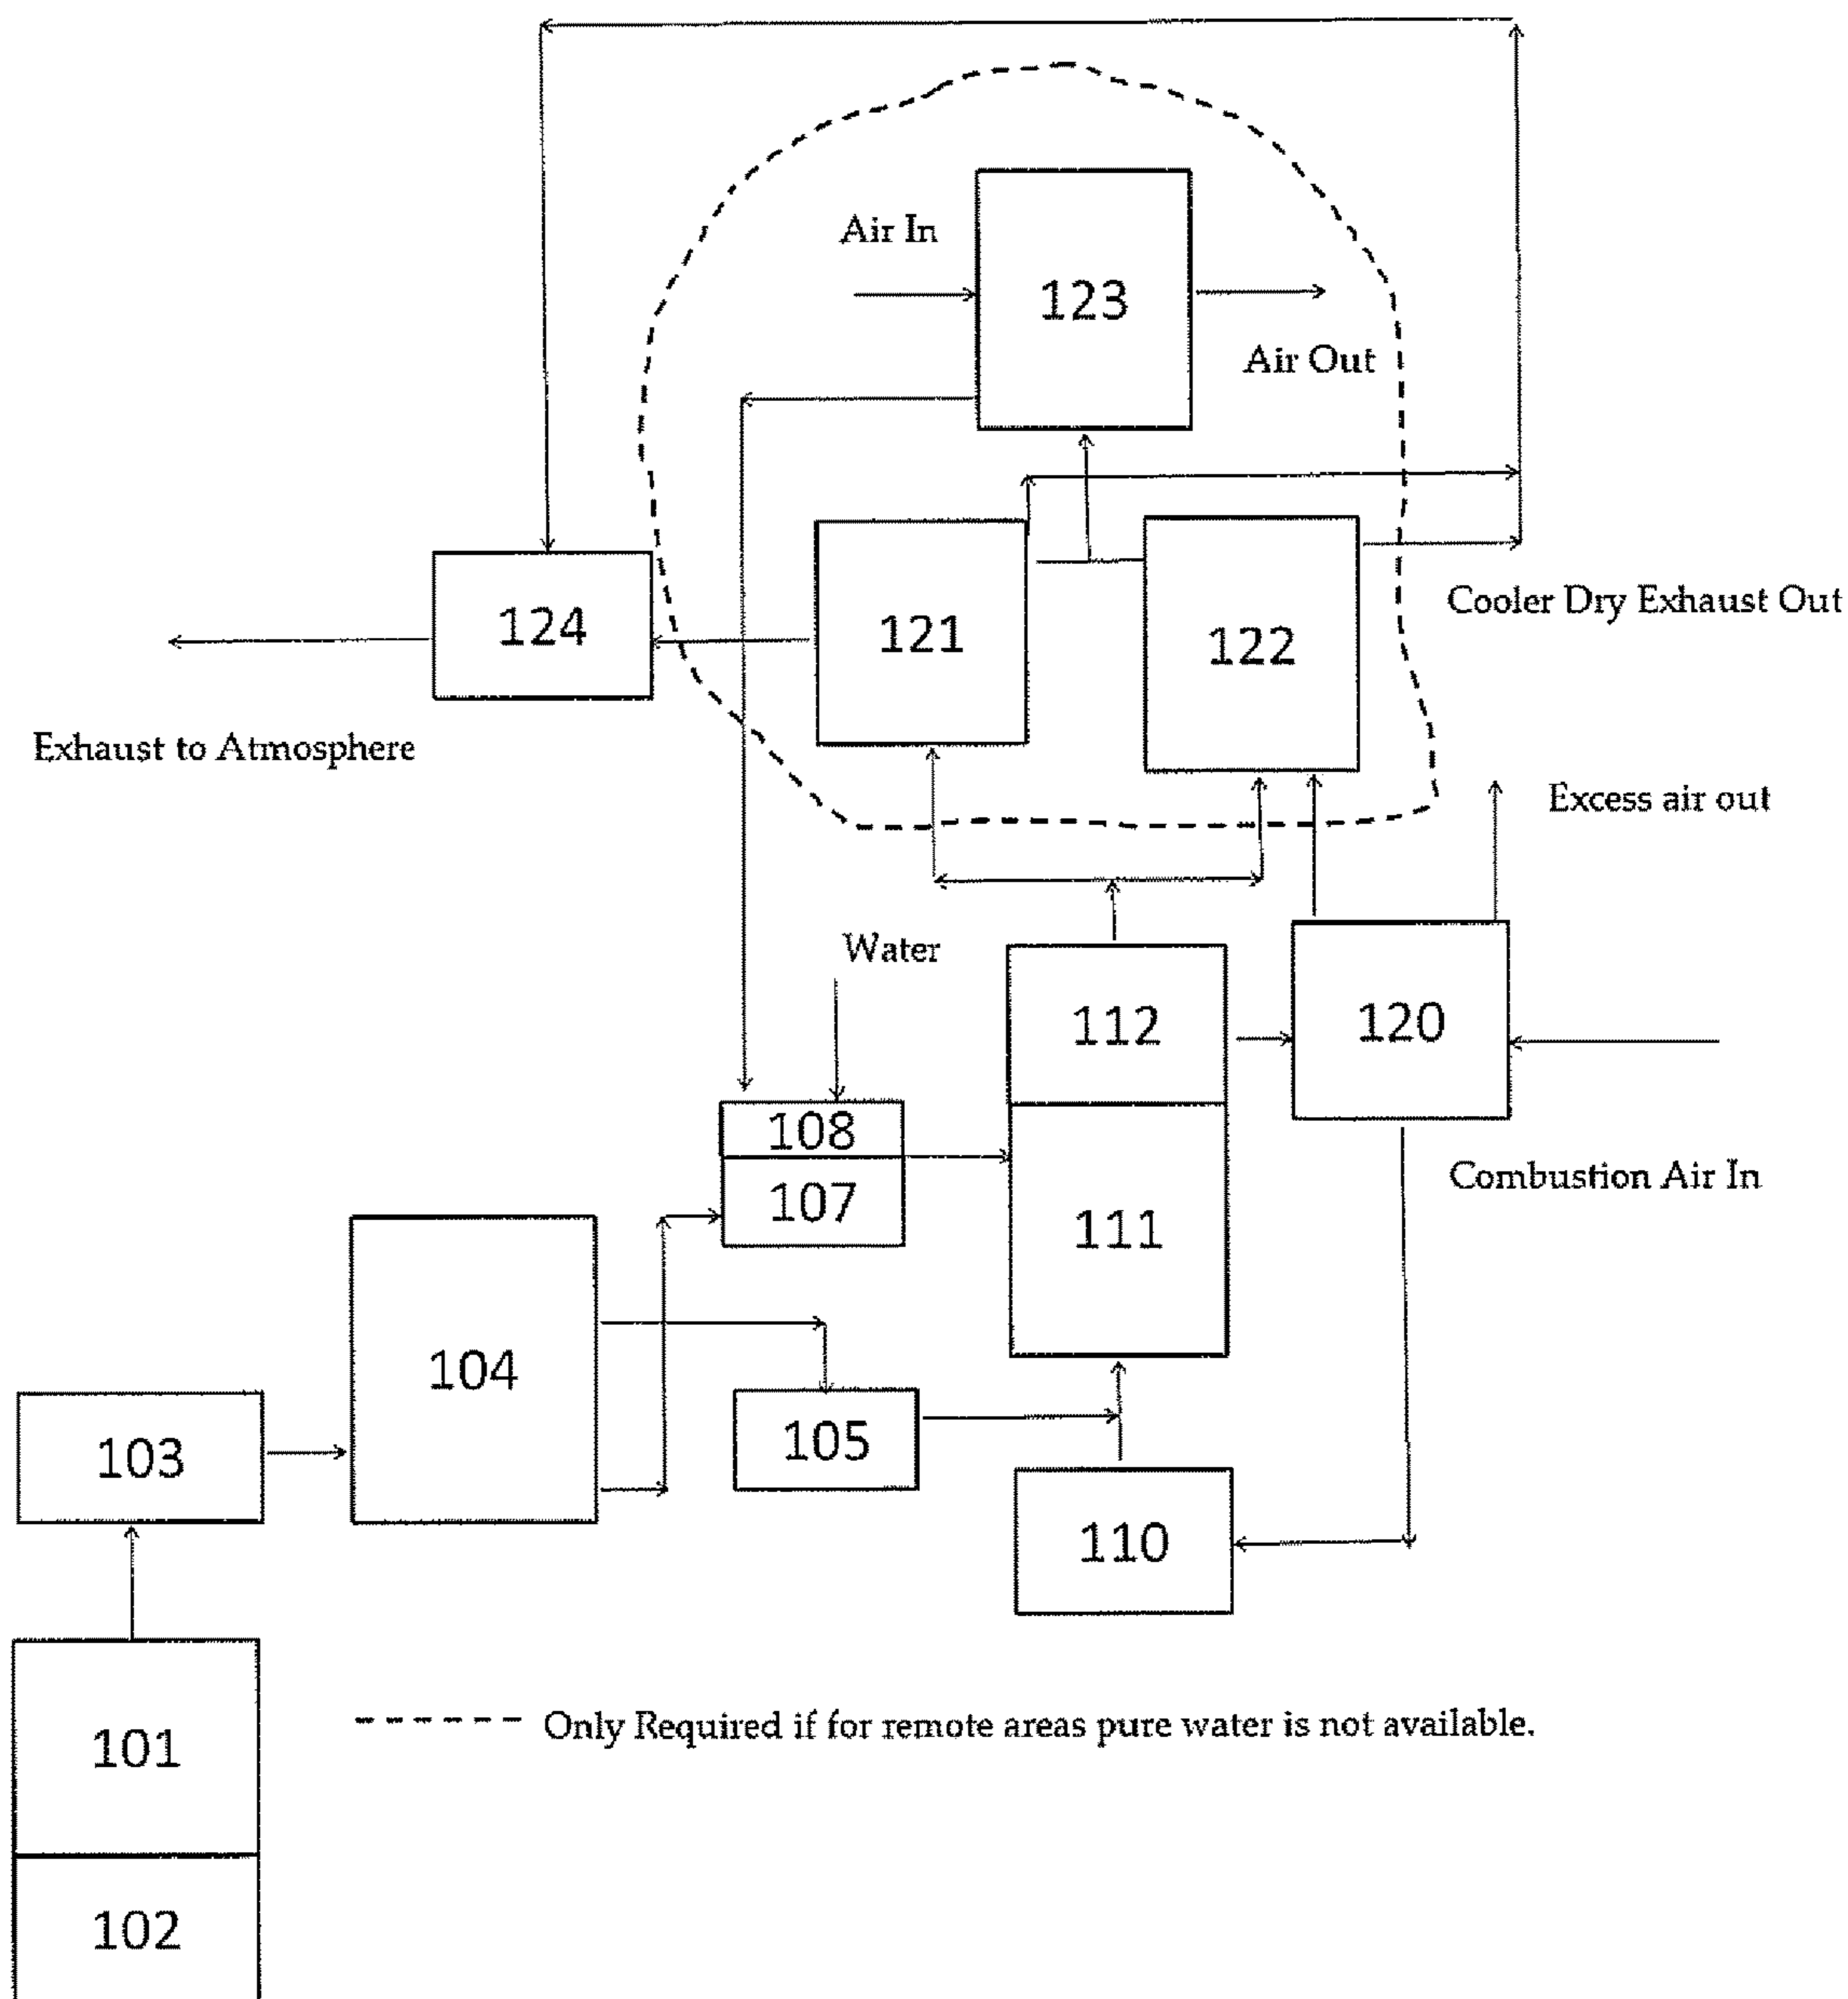 Air In
123
Air Out
124
121
122
Cooler Dry Exhaust Out
Exhaust to Atmosphere
Excess air out
Water
112
120
108
107
111
Combustion Air In
104
103
105
110
101
Only Required if for remote areas pure water is not available.
102